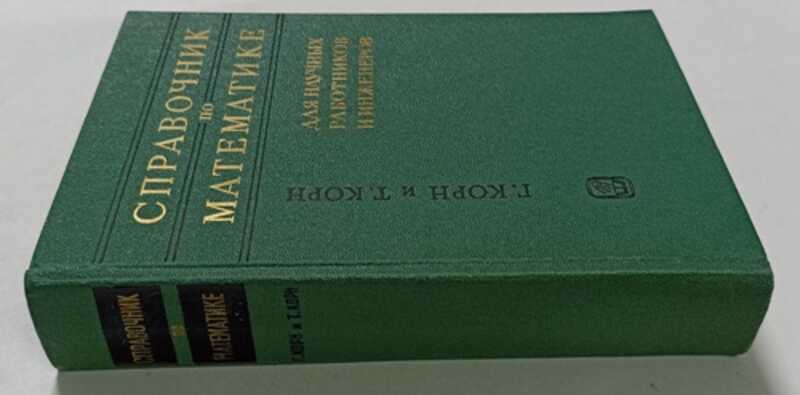 СПРАВОЧНИК
ПО
МАТЕМАТИКЕ
ДЛЯ НАУЧНЫХ
РАБОТНИКОВ
И ИНЖЕНЕРОВ
Г. КОРН и Т. КОРН
СПРАВОЧНИК
ПО
МАТЕМАТИКЕ
Г. КОРН и Т. КОРН